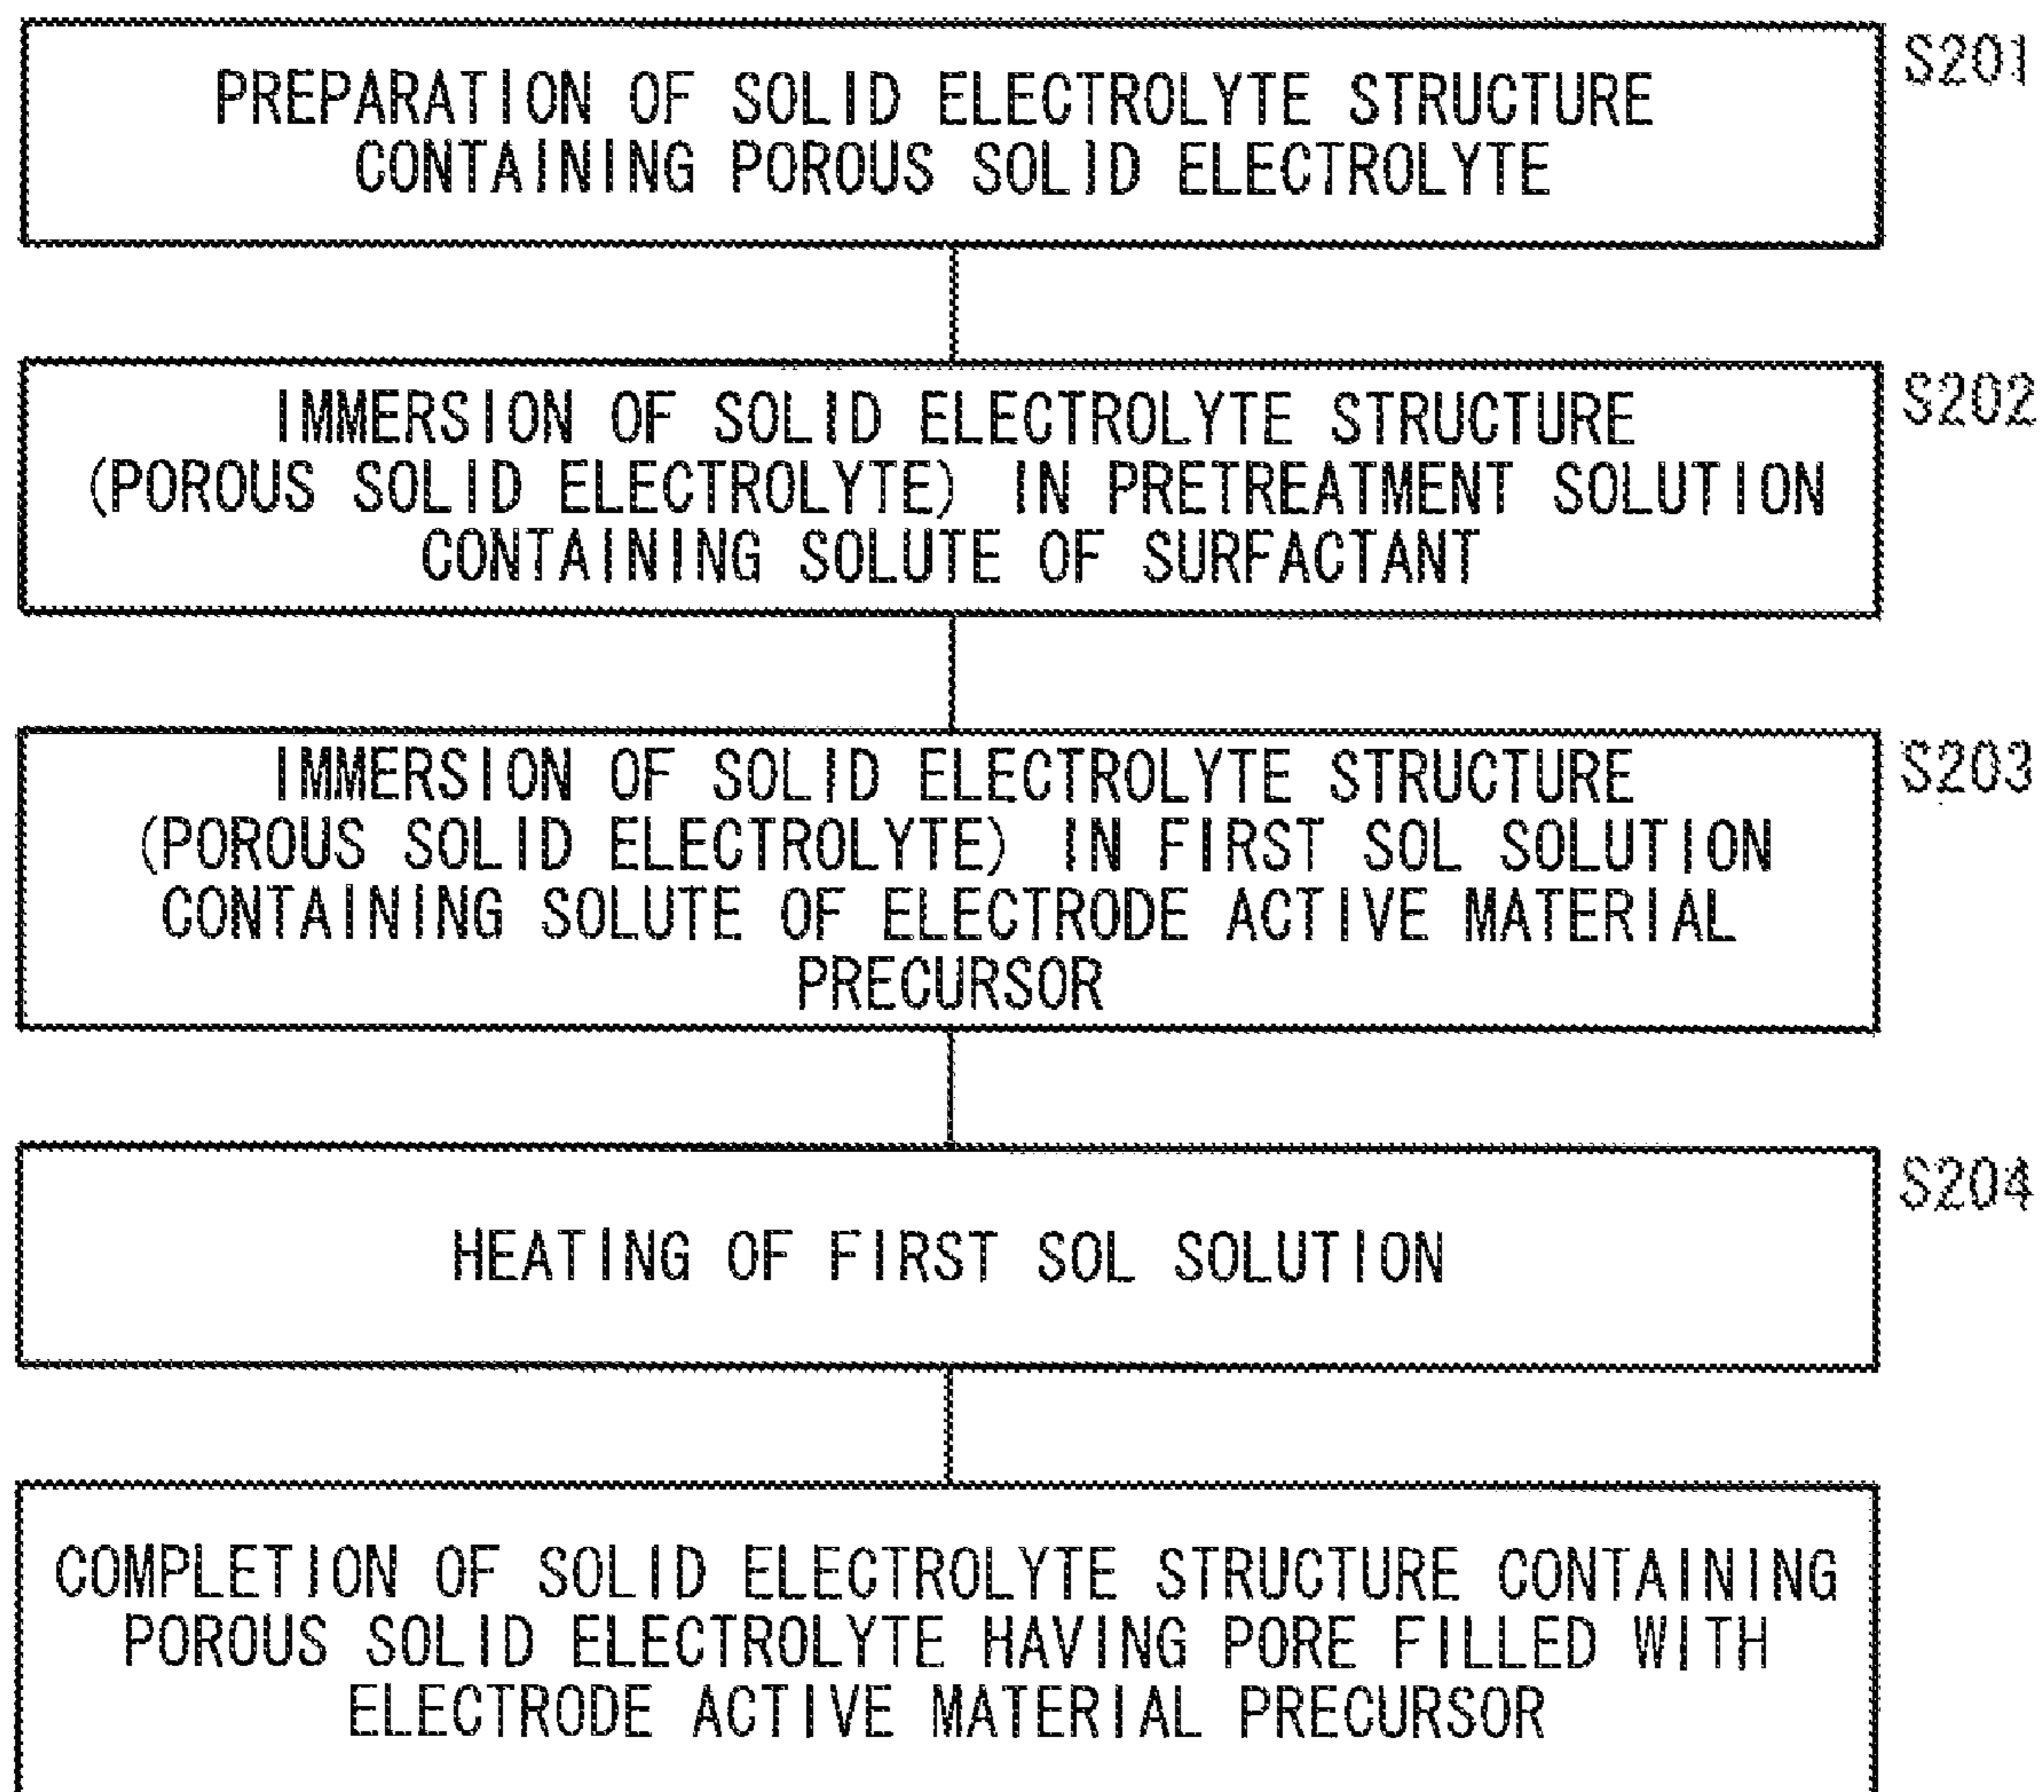 PREPARATION OF SOLID ELECTROLYTE STRUCTURE
CONTAINING POROUS SOLID ELECTROLYTE
S201
IMMERSION OF SOLID ELECTROLYTE STRUCTURE
(POROUS SOLID ELECTROLYTE) IN PRETREATMENT SOLUTION
CONTAINING SOLUTE OF SURFACTANT
S202
IMMERSION OF SOLID ELECTROLYTE STRUCTURE
(POROUS SOLID ELECTROLYTE) IN FIRST SOL SOLUTION
CONTAINING SOLUTE OF ELECTRODE ACTIVE MATERIAL
PRECURSOR
S203
HEATING OF FIRST SOL SOLUTION
S204
COMPLETION OF SOLID ELECTROLYTE STRUCTURE CONTAINING
POROUS SOLID ELECTROLYTE HAVING PORE FILLED WITH
ELECTRODE ACTIVE MATERIAL PRECURSOR